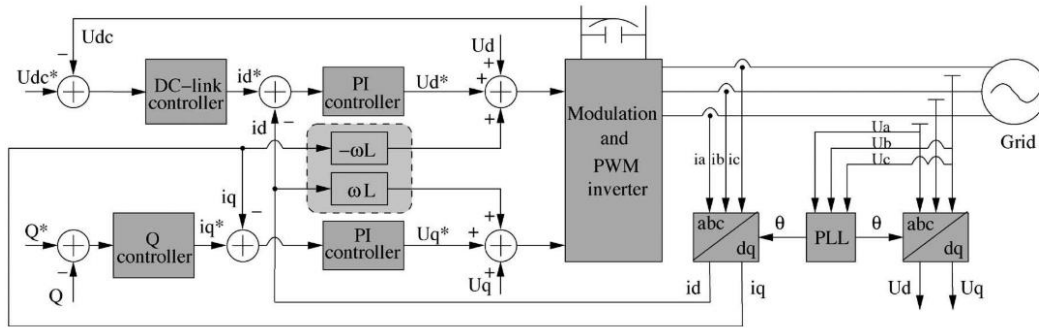 Udc
Udc*
−
+
DC−link
controller
id*
+
−
id
PI
controller
Ud*
Ud
+
+
+
+
−ωL
ωL
iq
−
Q*
+
−
Q
Q
controller
iq*
+
PI
controller
Uq*
+
+
+
+
Uq
Modulation
and
PWM
inverter
ia
ib
ic
Ua
Ub
Uc
Grid
abc
dq
θ
PLL
θ
abc
dq
id
iq
Ud
Uq